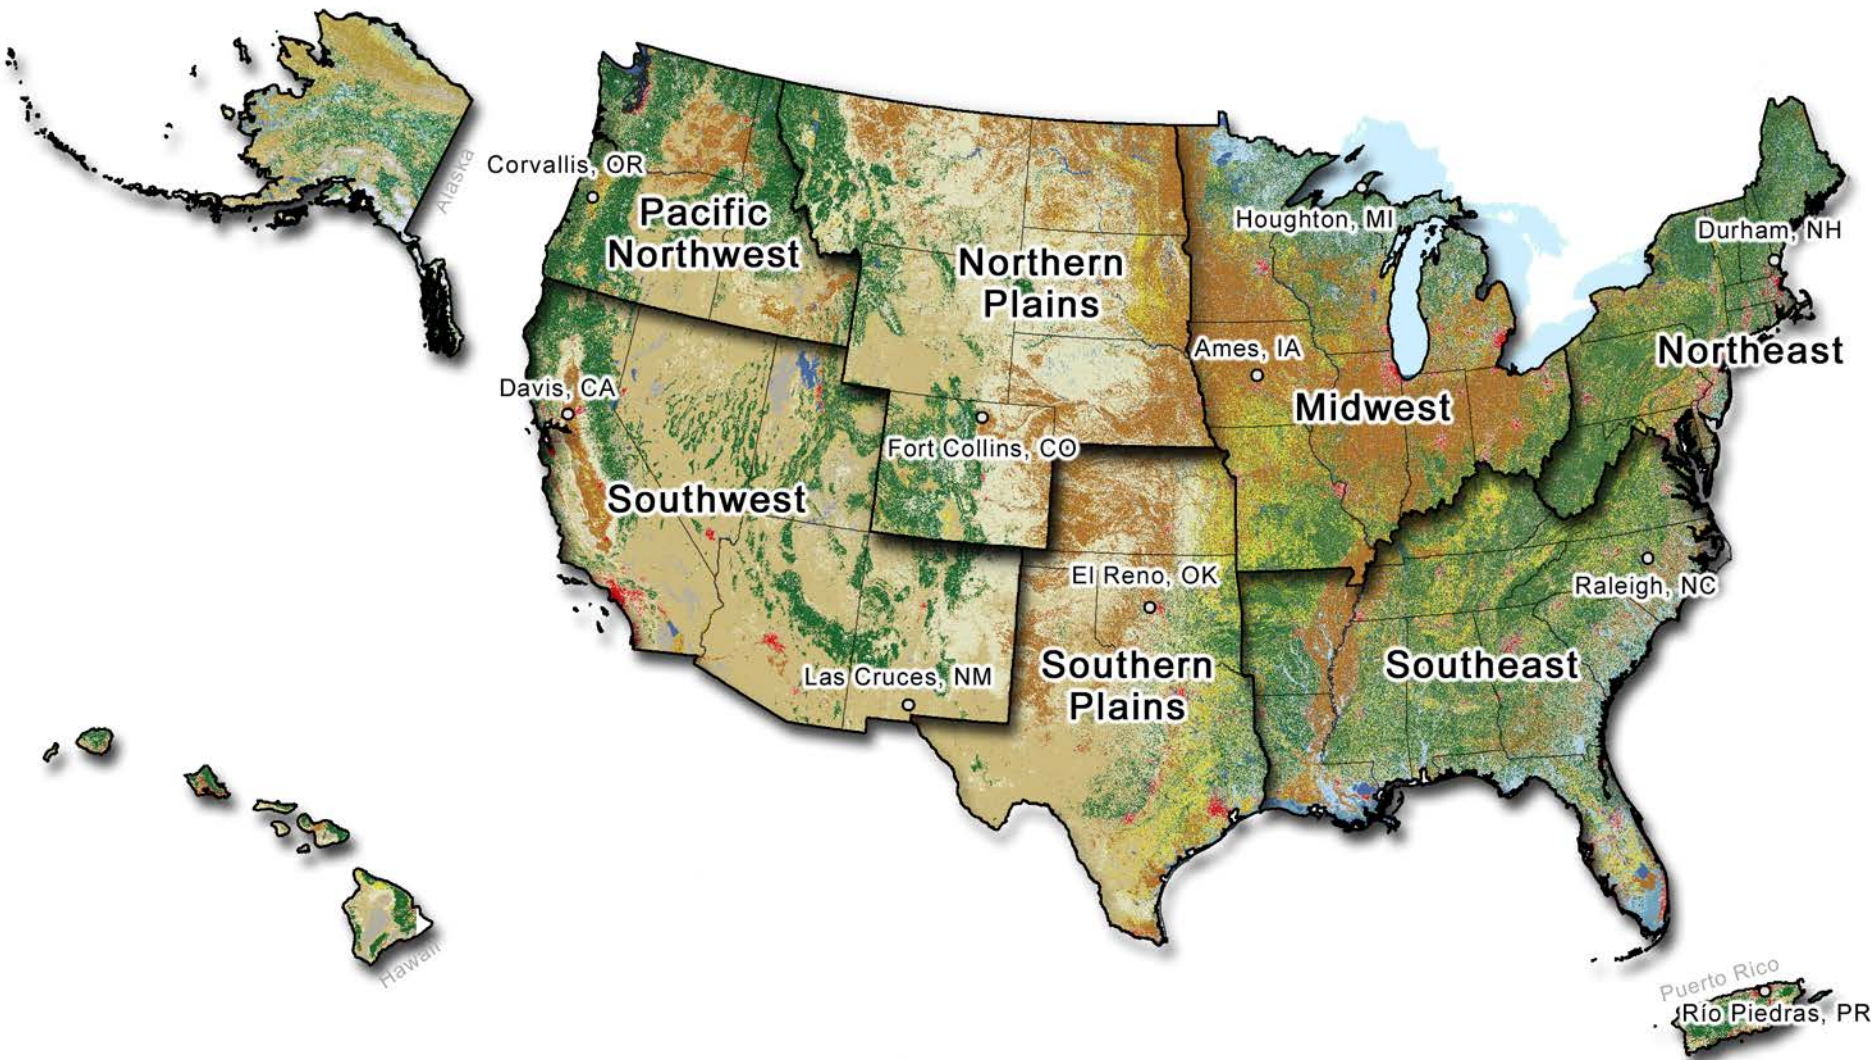 Alaska
Corvallis, OR
Pacific
Northwest
Northern
Plains
Houghton, MI
Durham, NH
Northeast
Ames, IA
Midwest
Davis, CA
Fort Collins, CO
Southwest
El Reno, OK
Raleigh, NC
Las Cruces, NM
Southern
Plains
Southeast
Hawaii
Puerto Rico
Río Piedras, PR